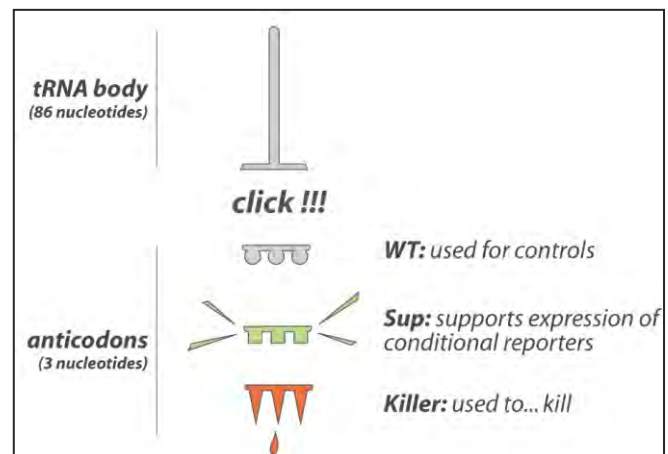 tRNA body
(86 nucleotides)
click !!!
WT: used for controls
anticodons
(3 nucleotides)
Sup: supports expression of
conditional reporters
Killer: used to... kill